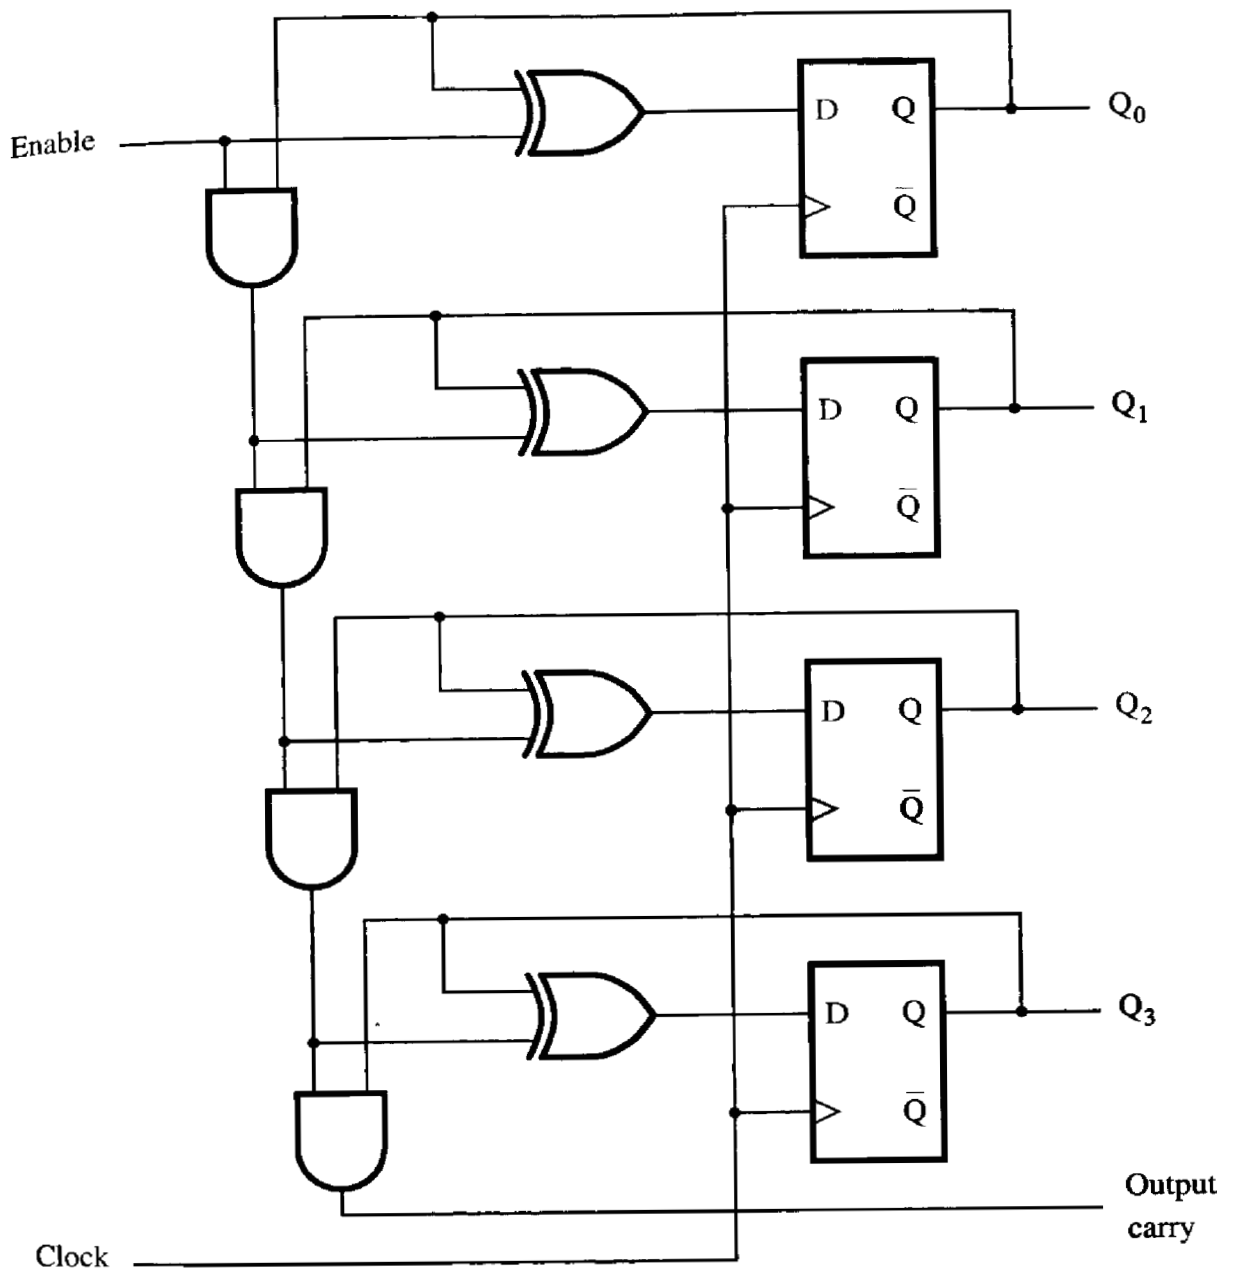 D Q Q₀
Enable
Q̅
D Q Q₁
Q̅
D Q Q₂
Q̅
D Q Q₃
Q̅
Output
carry
Clock